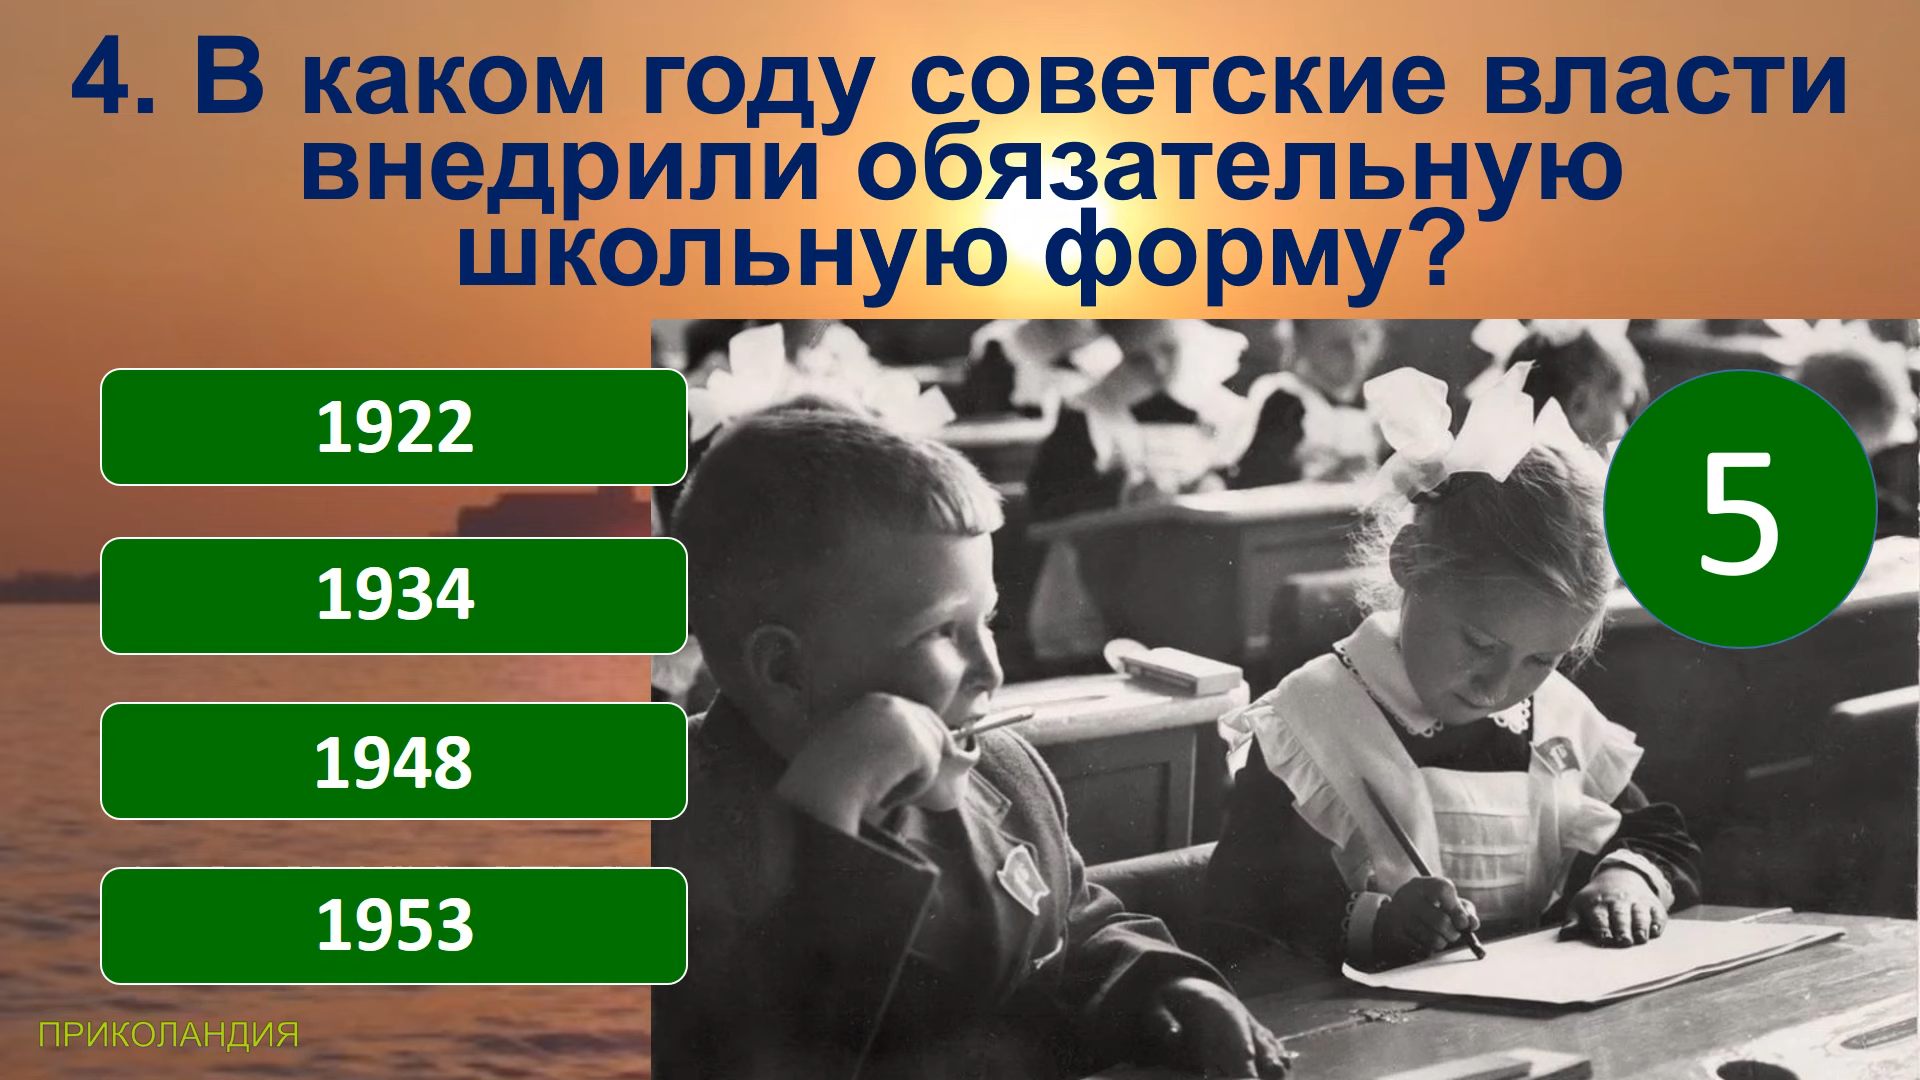 4. В каком году советские власти
внедрили обязательную
школьную форму?
1922
5
1934
1948
1953
ПРИКОЛАНДИЯ